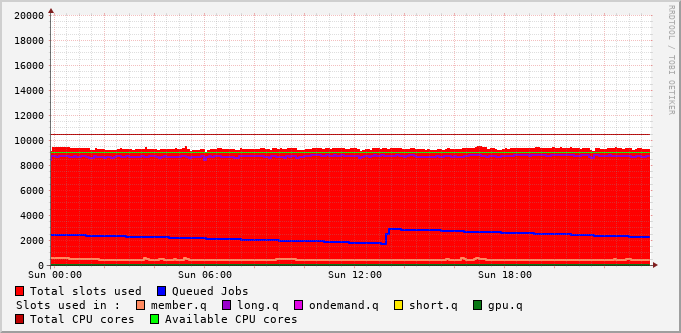 20000
18000
16000
14000
12000
10000
8000
6000
4000
2000
0
Sun 00:00 Sun 06:00 Sun 12:00 Sun 18:00
Total slots used Queued Jobs
Slots used in : member.q long.q ondemand.q short.q gpu.q
Total CPU cores Available CPU cores
RRDTOOL / TOBI OETIKER